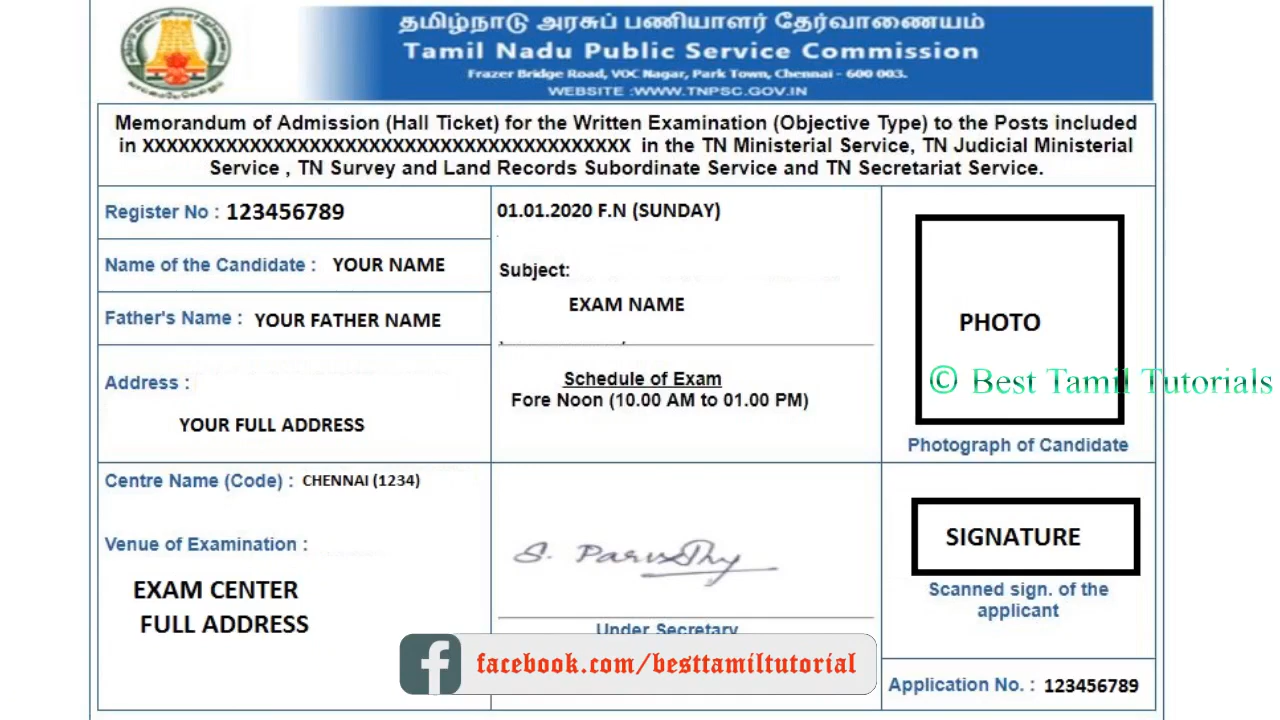 தமிழ்நாடு அரசுப் பணியாளர் தேர்வாணையம்
Tamil Nadu Public Service Commission
Frazer Bridge Road, VOC Nagar, Park Town, Chennai - 600 003.
WEBSITE :WWW.TNPSC.GOV.IN
Memorandum of Admission (Hall Ticket) for the Written Examination (Objective Type) to the Posts included
in XXXXXXXXXXXXXXXXXXXXXXXXXXXXXXXXXXXXXXXXX in the TN Ministerial Service, TN Judicial Ministerial
Service , TN Survey and Land Records Subordinate Service and TN Secretariat Service.
Register No : 123456789
Name of the Candidate : YOUR NAME
Father's Name : YOUR FATHER NAME
Address :
YOUR FULL ADDRESS
Centre Name (Code) : CHENNAI (1234)
Venue of Examination :
EXAM CENTER
FULL ADDRESS
01.01.2020 F.N (SUNDAY)
Subject:
EXAM NAME
Schedule of Exam
Fore Noon (10.00 AM to 01.00 PM)
S. Parvathy
Under Secretary
PHOTO
© Best Tamil Tutorials
Photograph of Candidate
SIGNATURE
Scanned sign. of the
applicant
Application No. : 123456789
facebook.com/besttamiltutorial